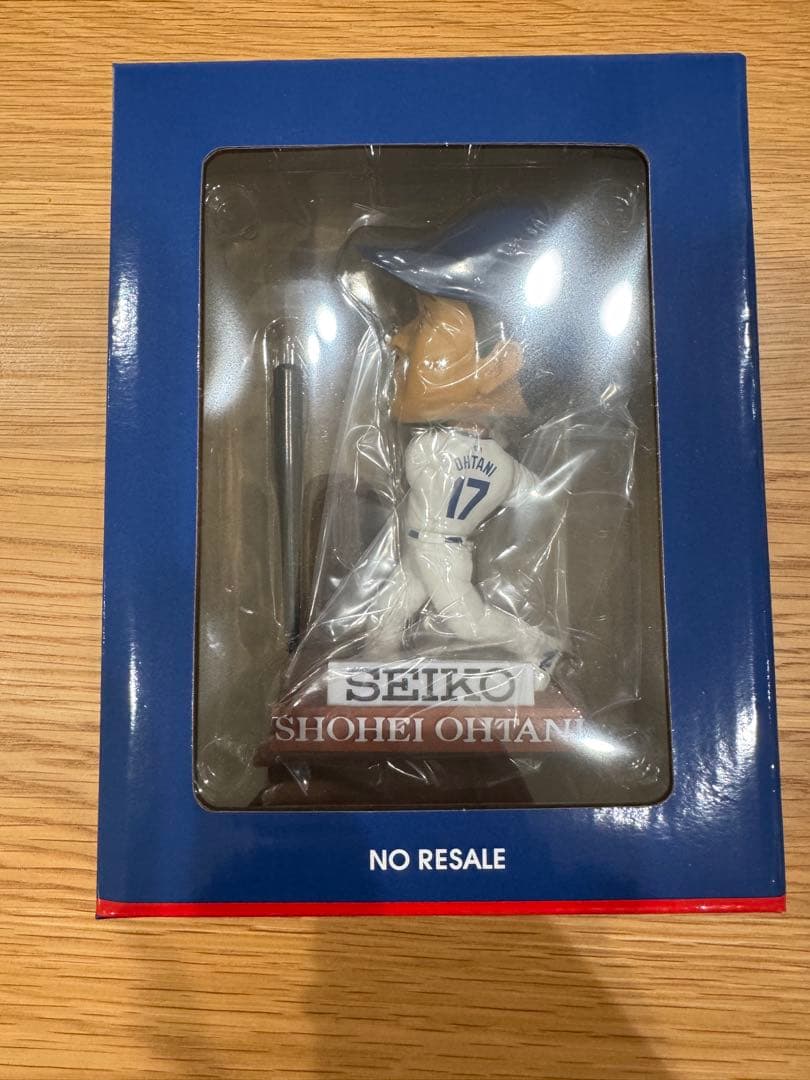 OHTANI
17
SEIKO
SHOHEI OHTANI
NO RESALE